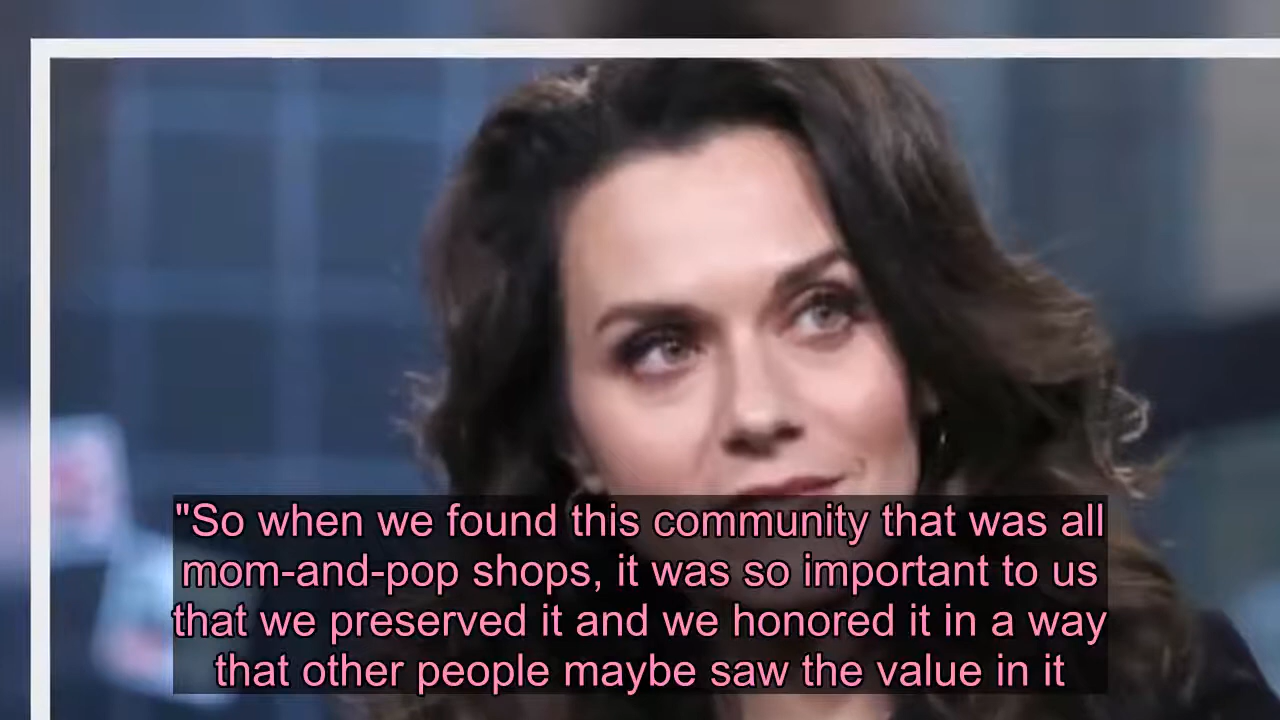 "So when we found this community that was all
mom-and-pop shops, it was so important to us
that we preserved it and we honored it in a way
that other people maybe saw the value in it